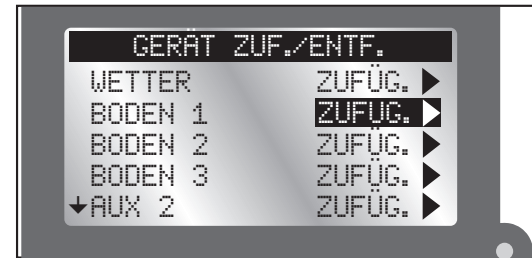 GERÄT ZUF./ENTF.
WETTER ZUFÜG.
BODEN 1 ZUFÜG.
BODEN 2 ZUFÜG.
BODEN 3 ZUFÜG.
AUX 2 ZUFÜG.